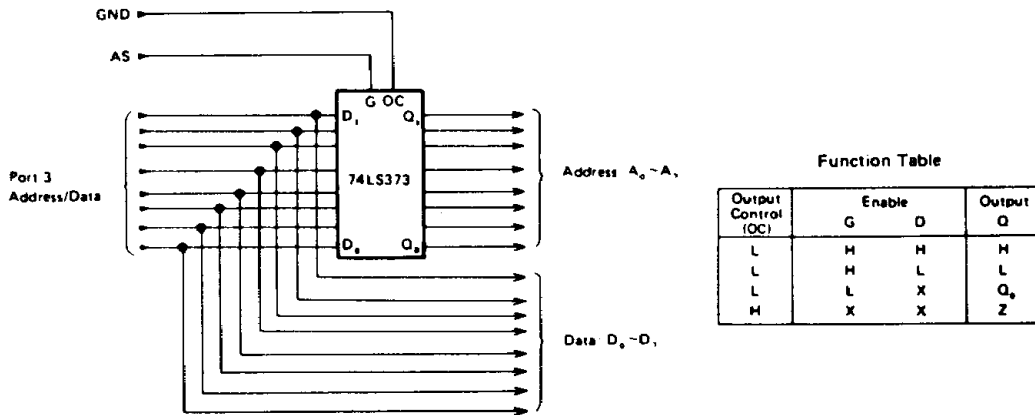 GND
AS
G OC
D₁ Q₁
Port 3
Address/Data
74LS373
D₈ Q₈
Address: A₀~A₇
Data: D₀~D₇
Function Table
Output Control (OC) Enable Output
G D Q
L H H H
L H L L
L L X Q₀
H X X Z